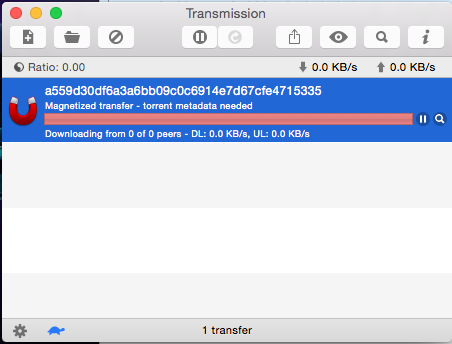 Transmission
Ratio: 0.00
0.0 KB/s
0.0 KB/s
a559d30df6a3a6bb09c0c6914e7d67cfe4715335
Magnetized transfer - torrent metadata needed
Downloading from 0 of 0 peers - DL: 0.0 KB/s, UL: 0.0 KB/s
1 transfer